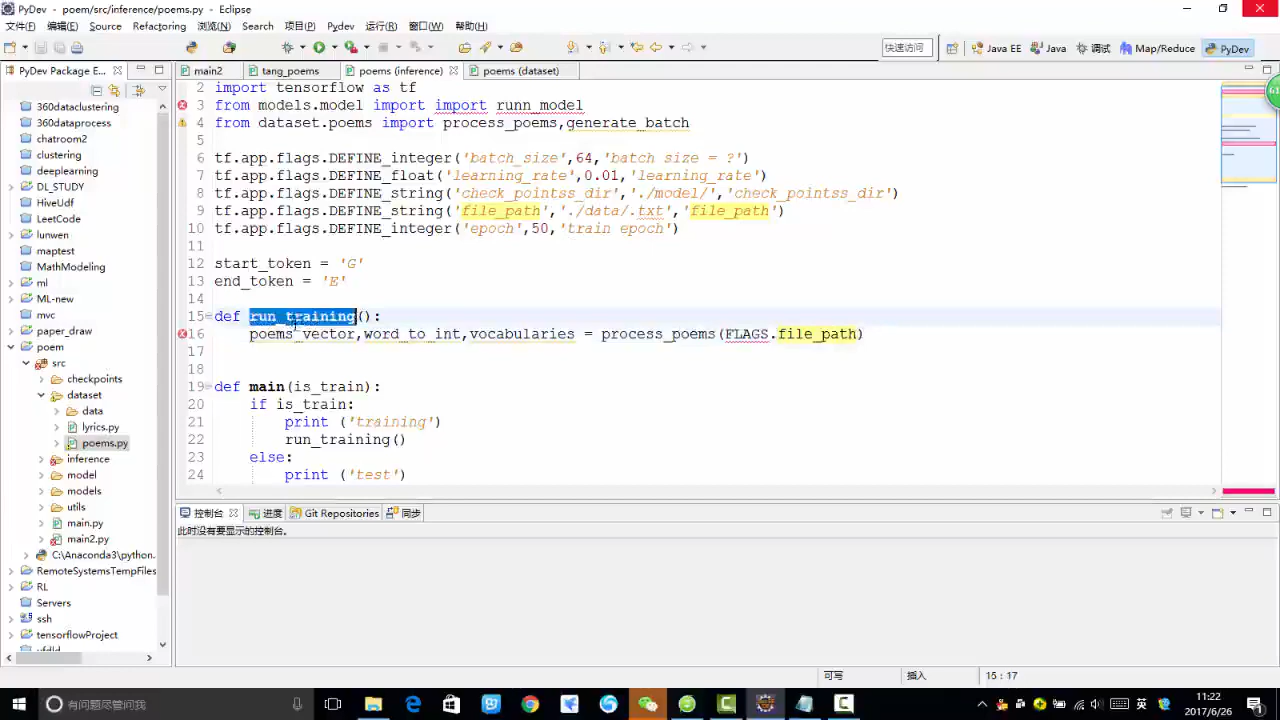 PyDev - poem/src/inference/poems.py - Eclipse
文件(F) 编辑(E) Source Refactoring 浏览(N) Search 项目(P) Pydev 运行(R) 窗口(W) 帮助(H)
快速访问 Java EE Java 调试 Map/Reduce PyDev
PyDev Package E... main2 tang_poems poems (inference) poems (dataset)
360dataclustering
360dataprocess
chatroom2
clustering
deeplearning
DL_STUDY
HiveUdf
LeetCode
lunwen
maptest
MathModeling
ml
ML-new
mvc
paper_draw
poem
src
checkpoints
dataset
data
lyrics.py
poems.py
inference
model
models
utils
main.py
main2.py
C:\Anaconda3\python.
RemoteSystemsTempFiles
RL
Servers
ssh
tensorflowProject
2 import tensorflow as tf
3 from models.model import import runn_model
4 from dataset.poems import process_poems,generate_batch
5
6 tf.app.flags.DEFINE_integer('batch_size',64,'batch size = ?')
7 tf.app.flags.DEFINE_float('learning_rate',0.01,'learning_rate')
8 tf.app.flags.DEFINE_string('check_pointss_dir','./model/','check_pointss_dir')
9 tf.app.flags.DEFINE_string('file_path','./data/.txt','file_path')
10 tf.app.flags.DEFINE_integer('epoch',50,'train epoch')
11
12 start_token = 'G'
13 end_token = 'E'
14
15 def run_training():
16 poems_vector,word_to_int,vocabularies = process_poems(FLAGS.file_path)
17
18
19 def main(is_train):
20 if is_train:
21 print ('training')
22 run_training()
23 else:
24 print ('test')
控制台 进度 Git Repositories 同步
此时没有要显示的控制台。
可写 插入 15 : 17
有问题尽管问我
英
11:22
2017/6/26